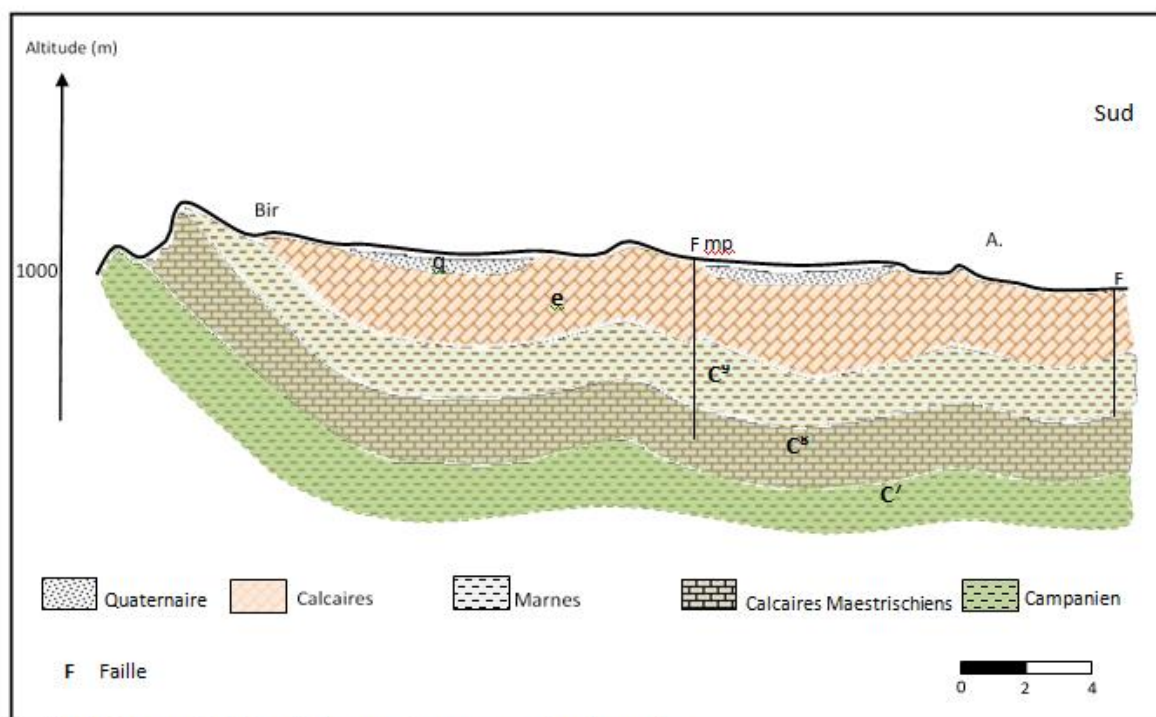 Altitude (m)
Sud
Bir
F mp
A.
1000
q
F
e
C⁹
C⁸
C⁷
Quaternaire
Calcaires
Marnes
Calcaires Maestrischiens
Campanien
F Faille
0 2 4